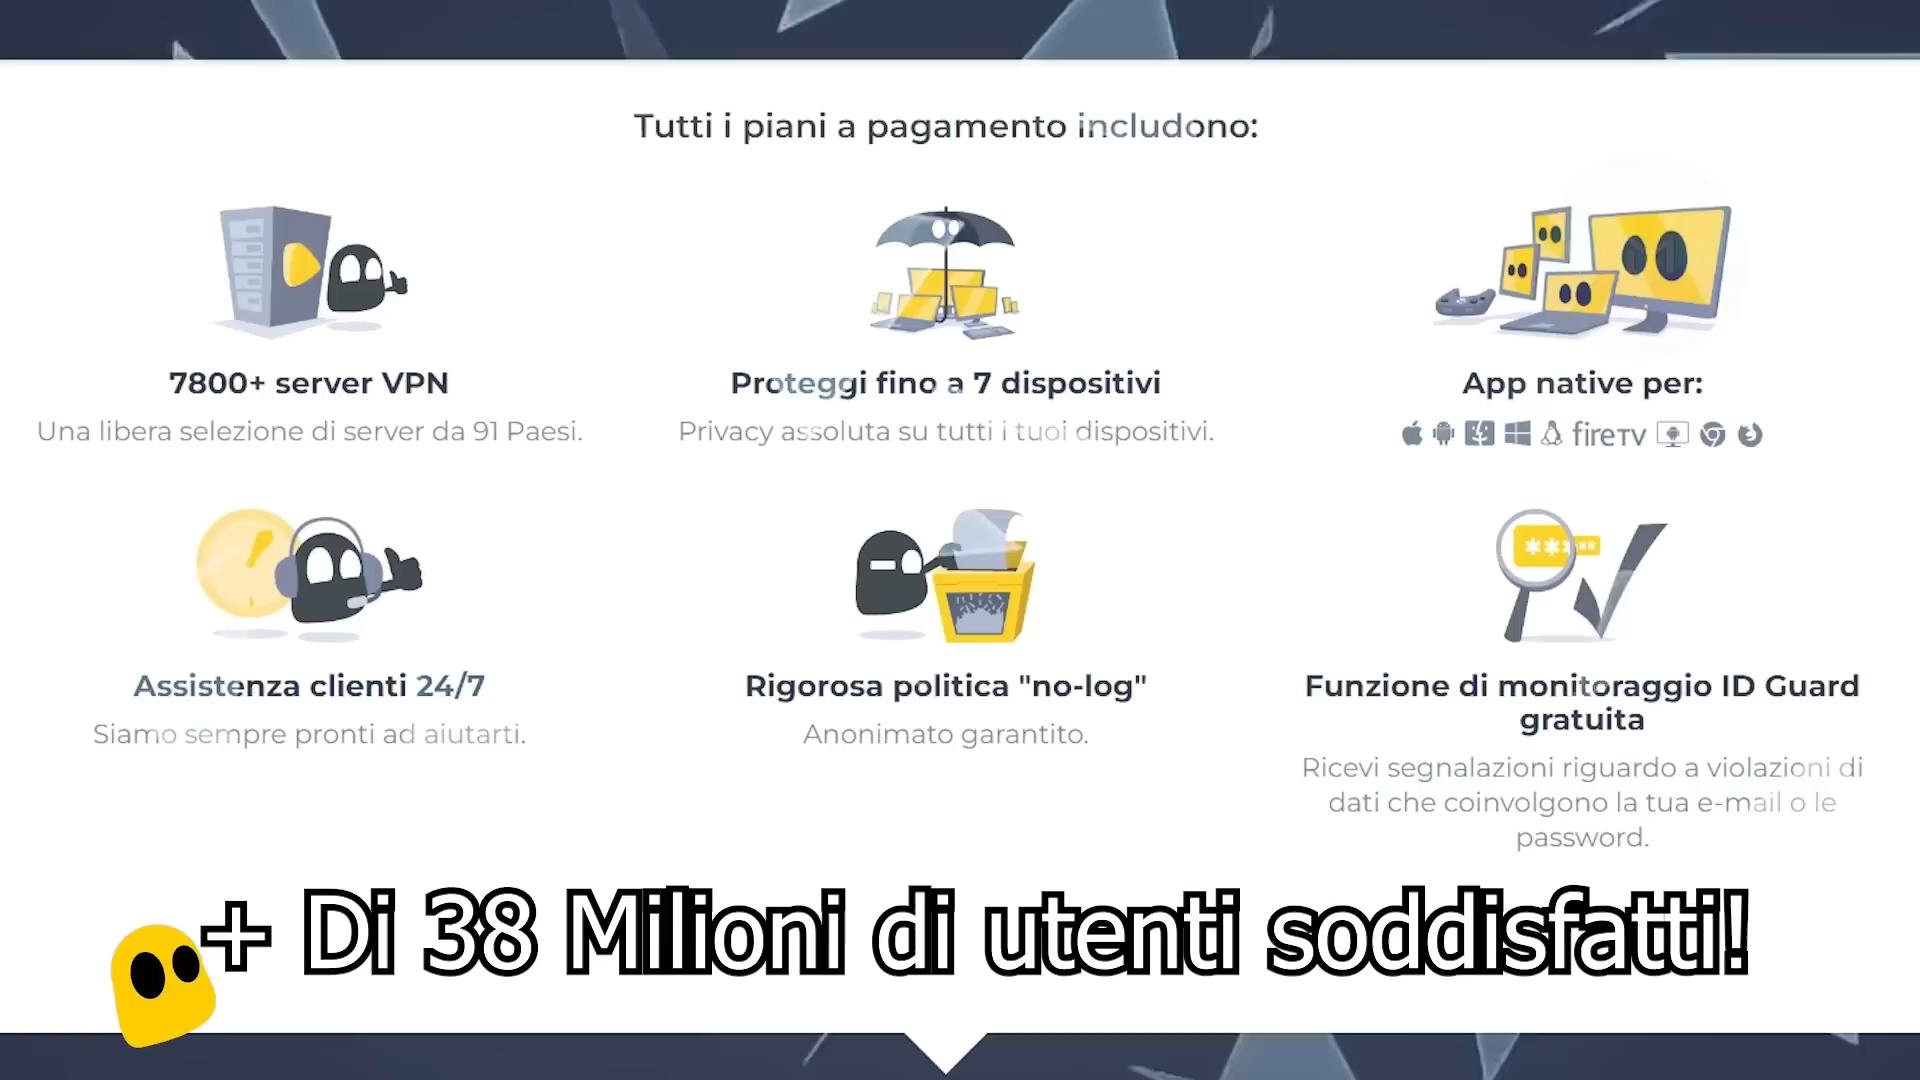 Tutti i piani a pagamento includono:
7800+ server VPN
Una libera selezione di server da 91 Paesi.
Proteggi fino a 7 dispositivi
Privacy assoluta su tutti i tuoi dispositivi.
App native per:
fireTV
Assistenza clienti 24/7
Siamo sempre pronti ad aiutarti.
Rigorosa politica "no-log"
Anonimato garantito.
***** 
Funzione di monitoraggio ID Guard
gratuita
Ricevi segnalazioni riguardo a violazioni di
dati che coinvolgono la tua e-mail o le
password.
+ Di 38 Milioni di utenti soddisfatti!